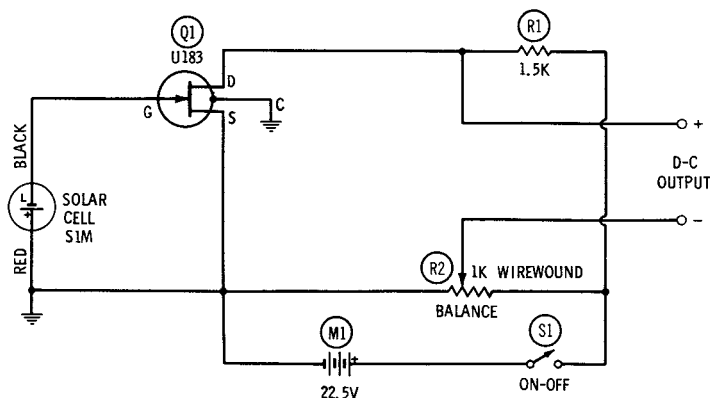 Q1
U183
D
G
C
S
R1
1.5K
+
D-C
OUTPUT
−
BLACK
L
+
SOLAR
CELL
S1M
RED
R2
1K WIREWOUND
BALANCE
M1
+
22.5V
S1
ON-OFF